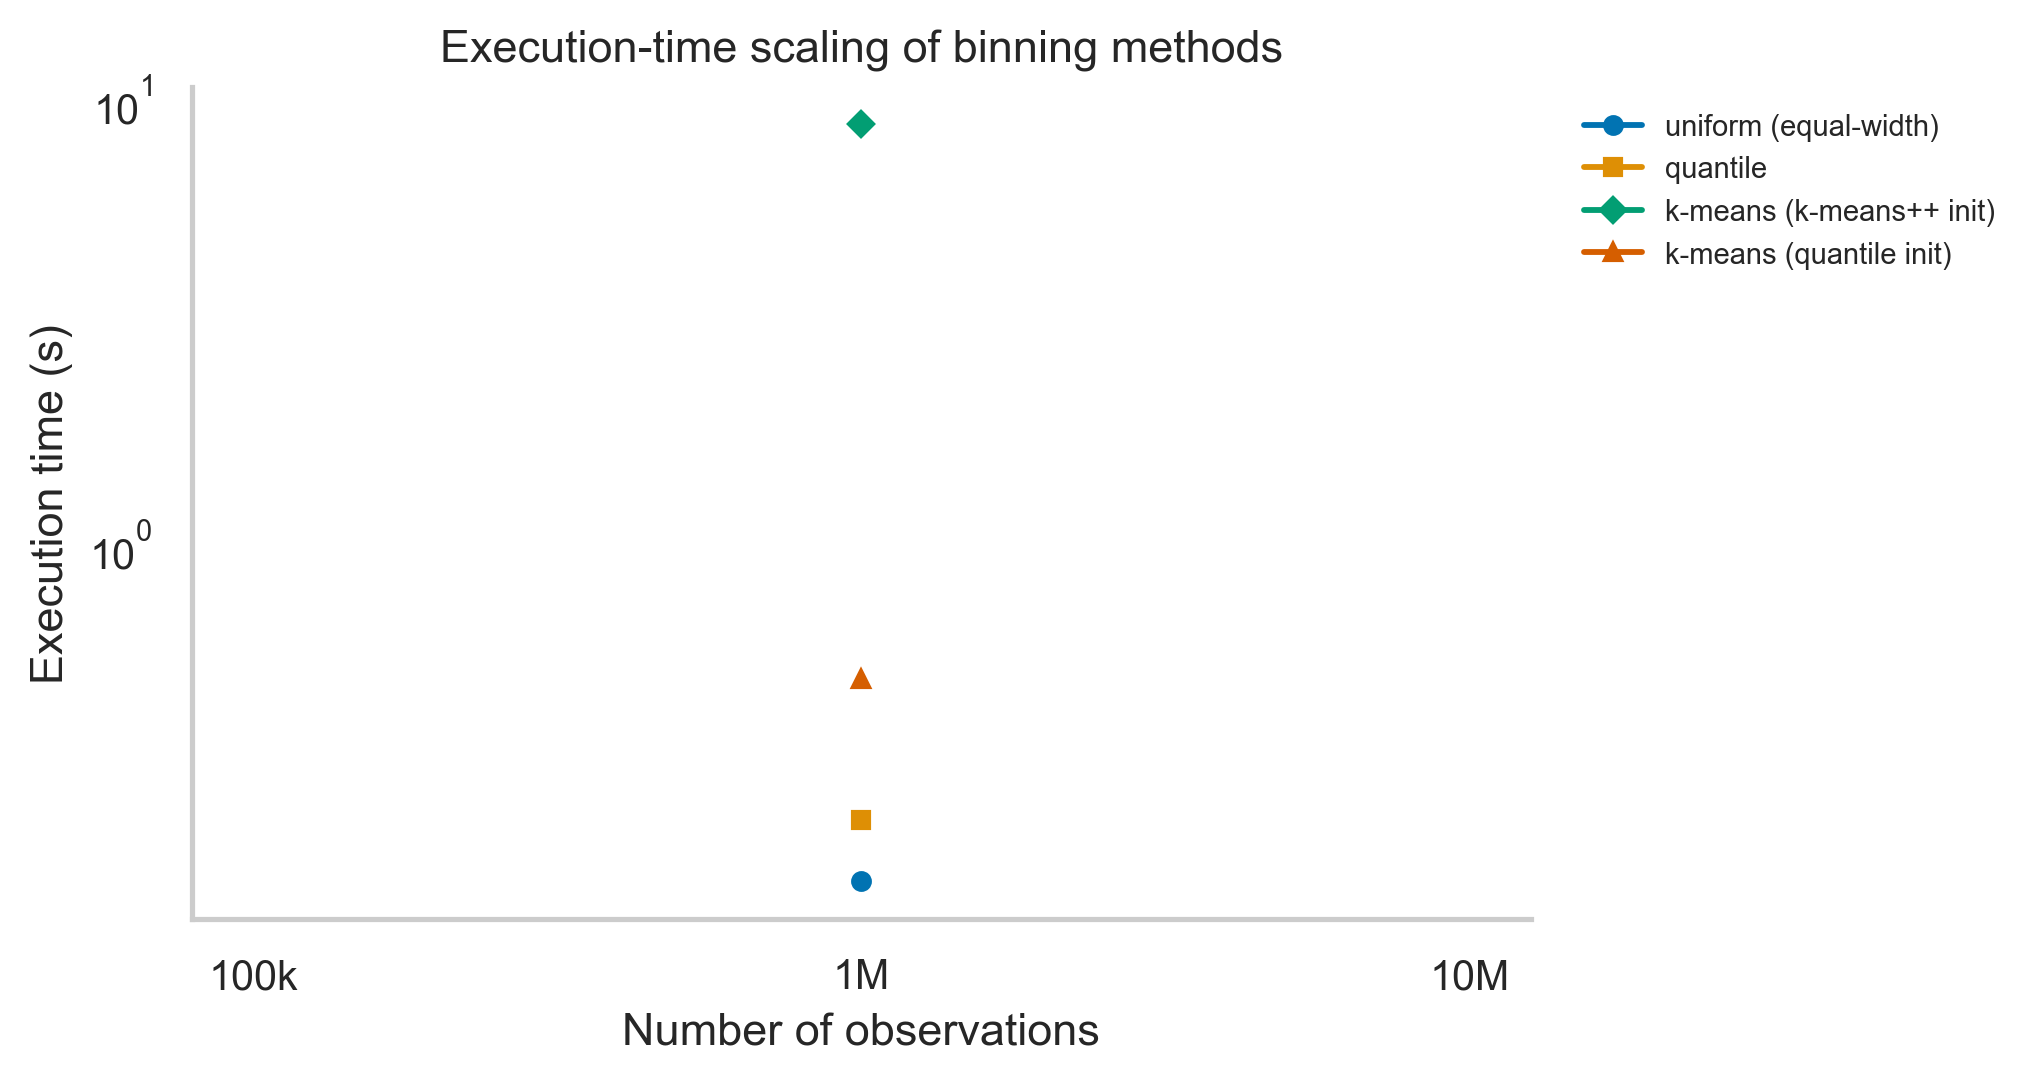 Execution-time scaling of binning methods
10^1
10^0
Execution time (s)
100k
1M
10M
Number of observations
uniform (equal-width)
quantile
k-means (k-means++ init)
k-means (quantile init)